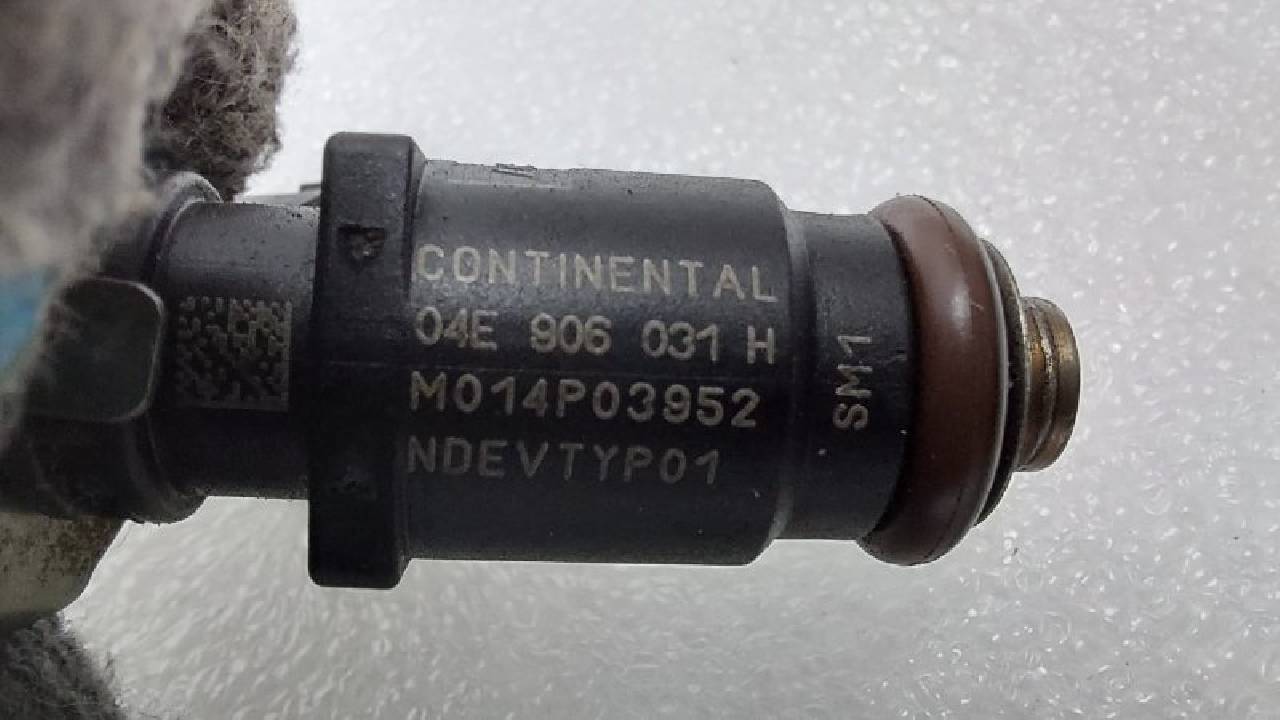 CONTINENTAL
04E 906 031 H
M014P03952
NDEVTYP01
SM1